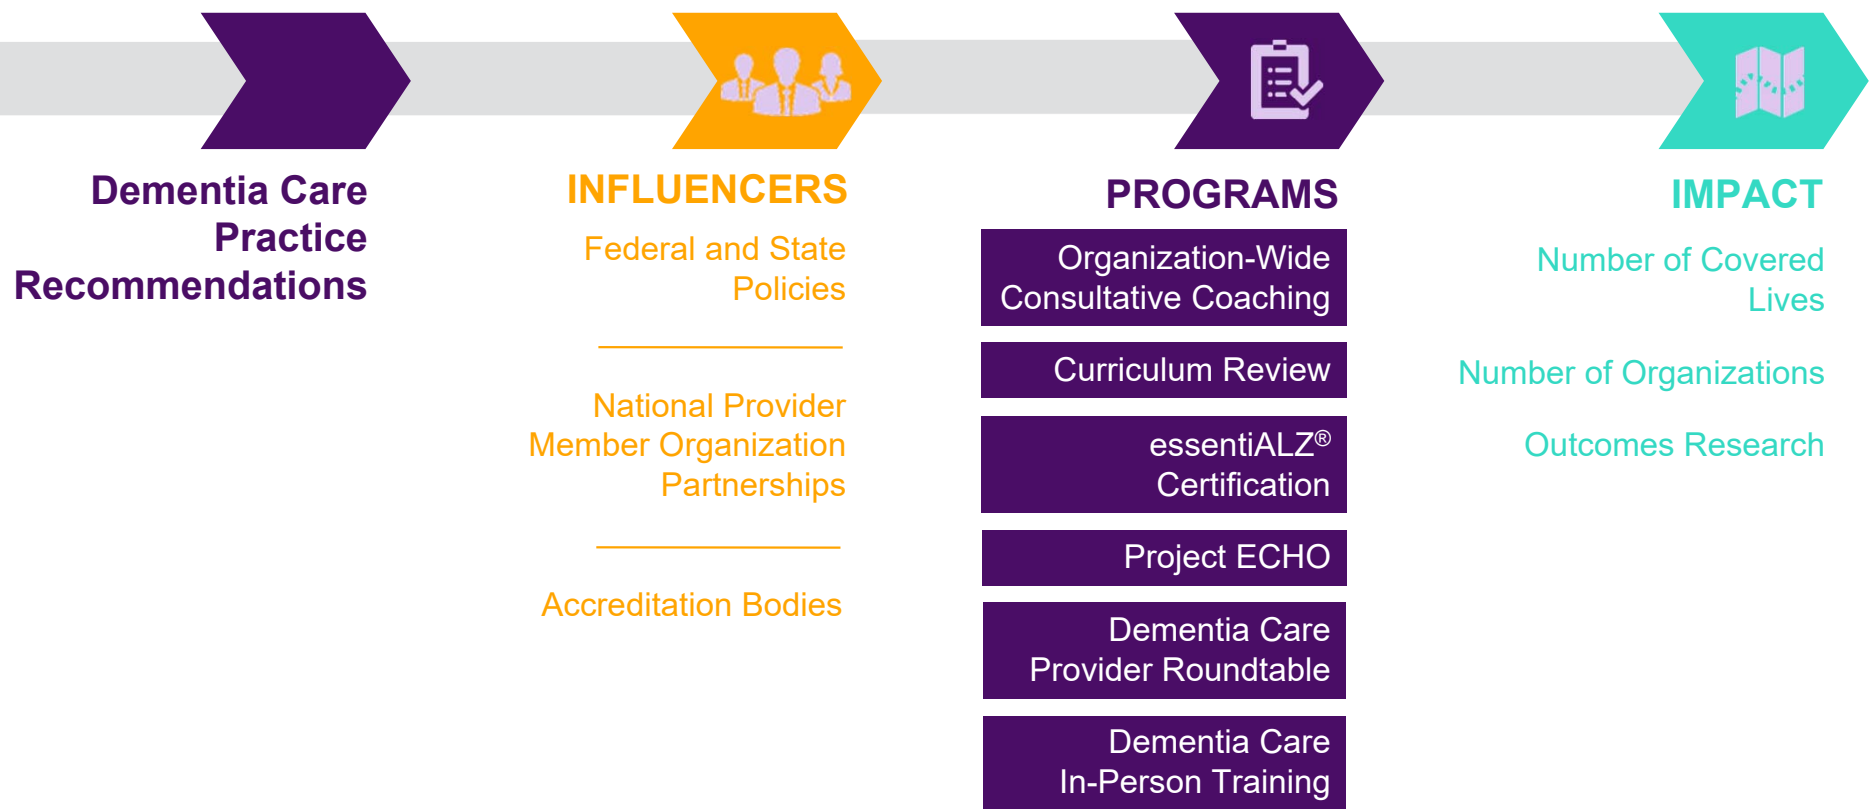 Dementia Care
Practice
Recommendations
INFLUENCERS
Federal and State
Policies
National Provider
Member Organization
Partnerships
Accreditation Bodies
PROGRAMS
Organization-Wide
Consultative Coaching
Curriculum Review
essentiALZ®
Certification
Project ECHO
Dementia Care
Provider Roundtable
Dementia Care
In-Person Training
IMPACT
Number of Covered
Lives
Number of Organizations
Outcomes Research